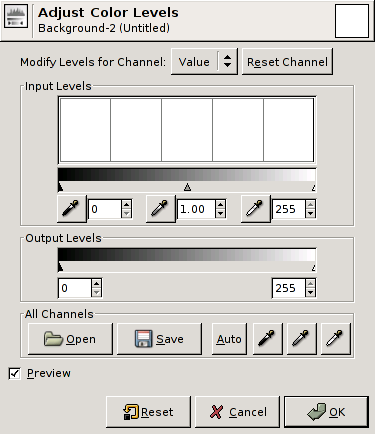 Adjust Color Levels
Background-2 (Untitled)
Modify Levels for Channel: Value Reset Channel
Input Levels
0 1.00 255
Output Levels
0 255
All Channels
Open Save Auto
Preview
Reset Cancel OK